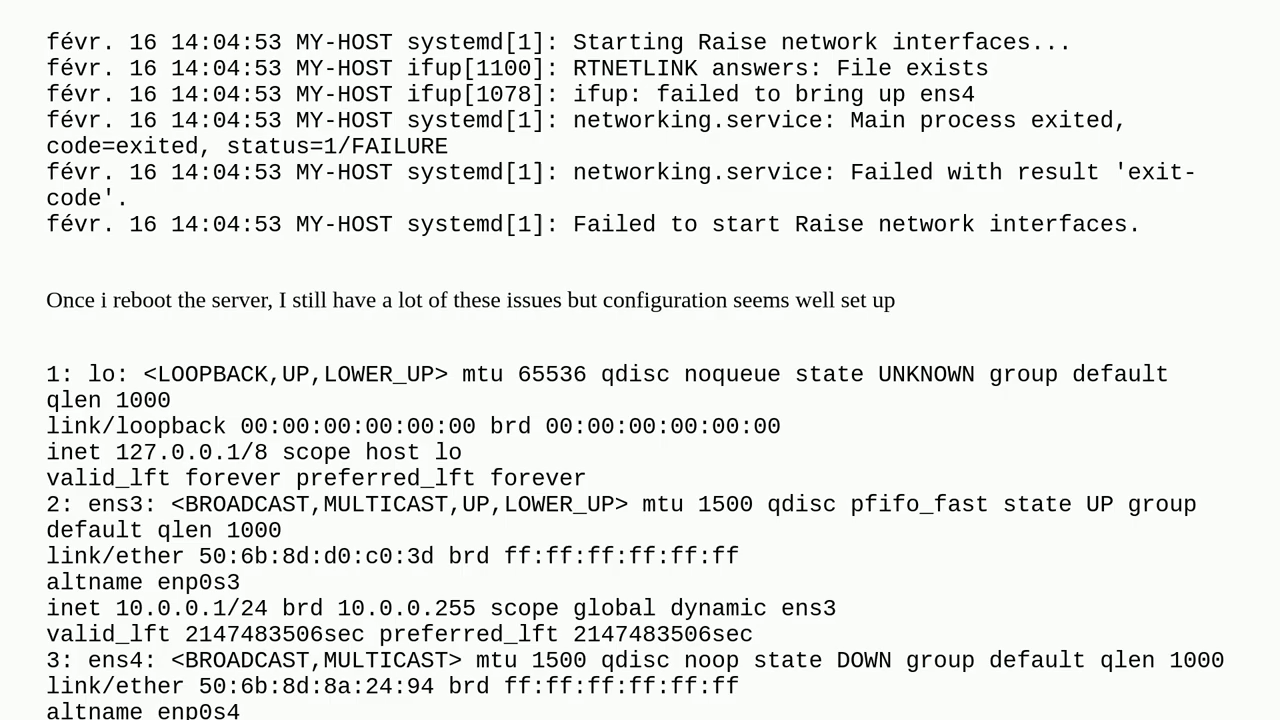 févr. 16 14:04:53 MY-HOST systemd[1]: Starting Raise network interfaces...
févr. 16 14:04:53 MY-HOST ifup[1100]: RTNETLINK answers: File exists
févr. 16 14:04:53 MY-HOST ifup[1078]: ifup: failed to bring up ens4
févr. 16 14:04:53 MY-HOST systemd[1]: networking.service: Main process exited,
code=exited, status=1/FAILURE
févr. 16 14:04:53 MY-HOST systemd[1]: networking.service: Failed with result 'exit-
code'.
févr. 16 14:04:53 MY-HOST systemd[1]: Failed to start Raise network interfaces.
Once i reboot the server, I still have a lot of these issues but configuration seems well set up
1: lo: <LOOPBACK,UP,LOWER_UP> mtu 65536 qdisc noqueue state UNKNOWN group default
qlen 1000
link/loopback 00:00:00:00:00:00 brd 00:00:00:00:00:00
inet 127.0.0.1/8 scope host lo
valid_lft forever preferred_lft forever
2: ens3: <BROADCAST,MULTICAST,UP,LOWER_UP> mtu 1500 qdisc pfifo_fast state UP group
default qlen 1000
link/ether 50:6b:8d:d0:c0:3d brd ff:ff:ff:ff:ff:ff
altname enp0s3
inet 10.0.0.1/24 brd 10.0.0.255 scope global dynamic ens3
valid_lft 2147483506sec preferred_lft 2147483506sec
3: ens4: <BROADCAST,MULTICAST> mtu 1500 qdisc noop state DOWN group default qlen 1000
link/ether 50:6b:8d:8a:24:94 brd ff:ff:ff:ff:ff:ff
altname enp0s4